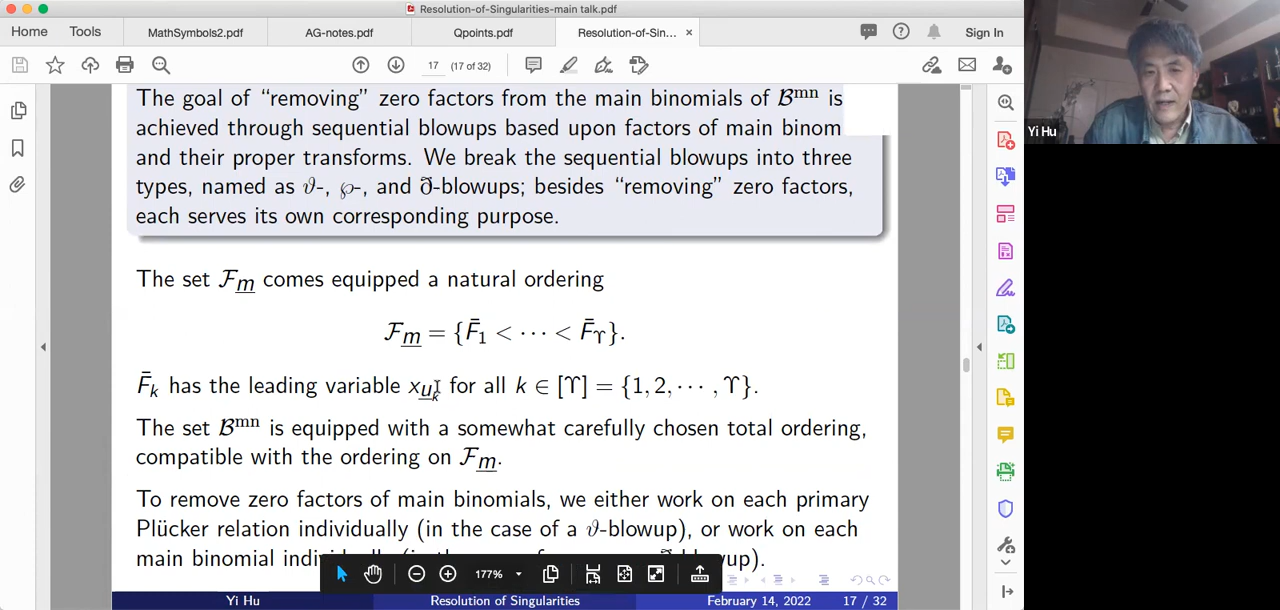 Resolution-of-Singularities-main talk.pdf
Home Tools MathSymbols2.pdf AG-notes.pdf Qpoints.pdf Resolution-of-Sin... × Sign In
17 (17 of 32)
The goal of “removing” zero factors from the main binomials of ℬᵐⁿ is
achieved through sequential blowups based upon factors of main binom
and their proper transforms. We break the sequential blowups into three
types, named as ϑ-, ℘-, and ð-blowups; besides “removing” zero factors,
each serves its own corresponding purpose.
The set ℱ_m comes equipped a natural ordering
ℱ_m = {F̄₁ < ··· < F̄_ϒ}.
F̄_k has the leading variable x_{u_k} for all k ∈ [ϒ] = {1, 2, ··· , ϒ}.
The set ℬᵐⁿ is equipped with a somewhat carefully chosen total ordering,
compatible with the ordering on ℱ_m.
To remove zero factors of main binomials, we either work on each primary
Plücker relation individually (in the case of a ϑ-blowup), or work on each
main binomial
177%
Yi Hu Resolution of Singularities February 14, 2022 17 / 32
Yi Hu